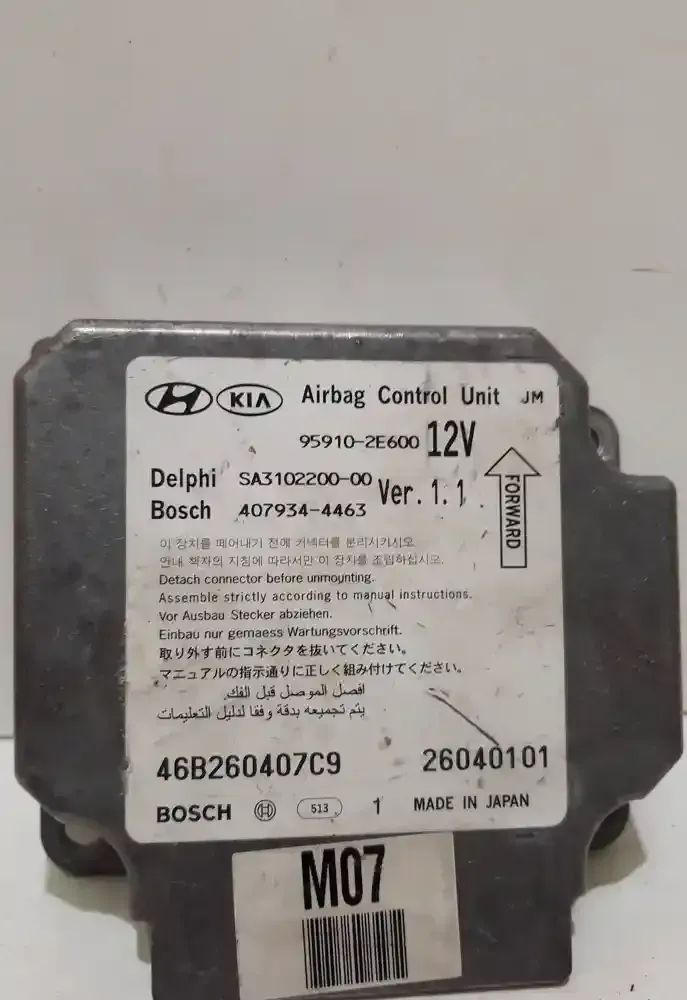 KIA Airbag Control Unit JM
95910-2E600 12V
Delphi SA3102200-00
Bosch 407934-4463
Ver. 1.1
FORWARD
이 장치를 떼어내기 전에 커넥터를 분리시키시오.
안내 책자의 지침에 따라서만 이 장치를 조립하십시오.
Detach connector before unmounting.
Assemble strictly according to manual instructions.
Vor Ausbau Stecker abziehen.
Einbau nur gemaess Wartungsvorschrift.
取り外す前にコネクタを抜いてください。
マニュアルの指示通りに正しく組み付けてください。
افصل الموصل قبل الفك.
يتم تجميعه بدقة وفقا لدليل التعليمات
46B260407C9 26040101
BOSCH 513 1 MADE IN JAPAN
M07